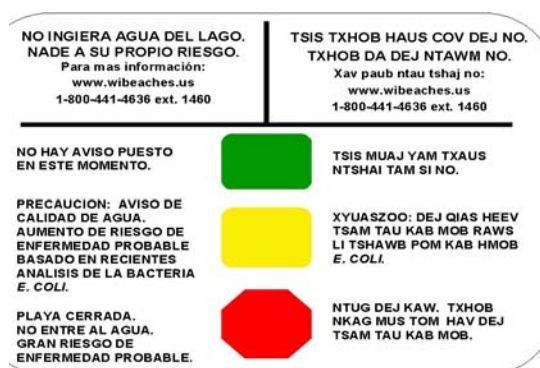 NO INGIERA AGUA DEL LAGO.
NADE A SU PROPIO RIESGO.
Para mas información:
www.wibeaches.us
1-800-441-4636 ext. 1460
TSIS TXHOB HAUS COV DEJ NO.
TXHOB DA DEJ NTAWM NO.
Xav paub ntau tshaj no:
www.wibeaches.us
1-800-441-4636 ext. 1460
NO HAY AVISO PUESTO
EN ESTE MOMENTO.
TSIS MUAJ YAM TXAUS
NTSHAI TAM SI NO.
PRECAUCION: AVISO DE
CALIDAD DE AGUA.
AUMENTO DE RIESGO DE
ENFERMEDAD PROBABLE
BASADO EN RECIENTES
ANALISIS DE LA BACTERIA
E. COLI.
XYUASZOO: DEJ QIAS HEEV
TSAM TAU KAB MOB RAWS
LI TSHAWB POM KAB HMOB
E. COLI.
PLAYA CERRADA.
NO ENTRE AL AGUA.
GRAN RIESGO DE
ENFERMEDAD PROBABLE.
NTUG DEJ KAW. TXHOB
NKAG MUS TOM HAV DEJ
TSAM TAU KAB MOB.